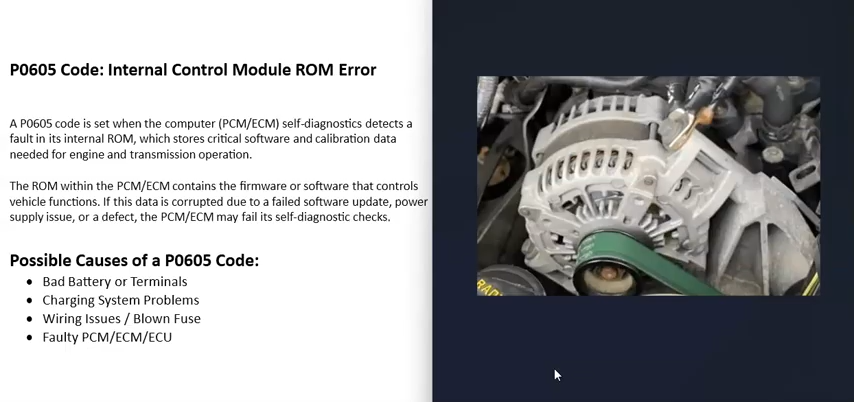 P0605 Code: Internal Control Module ROM Error
A P0605 code is set when the computer (PCM/ECM) self-diagnostics detects a
fault in its internal ROM, which stores critical software and calibration data
needed for engine and transmission operation.
The ROM within the PCM/ECM contains the firmware or software that controls
vehicle functions. If this data is corrupted due to a failed software update, power
supply issue, or a defect, the PCM/ECM may fail its self-diagnostic checks.
Possible Causes of a P0605 Code:
• Bad Battery or Terminals
• Charging System Problems
• Wiring Issues / Blown Fuse
• Faulty PCM/ECM/ECU